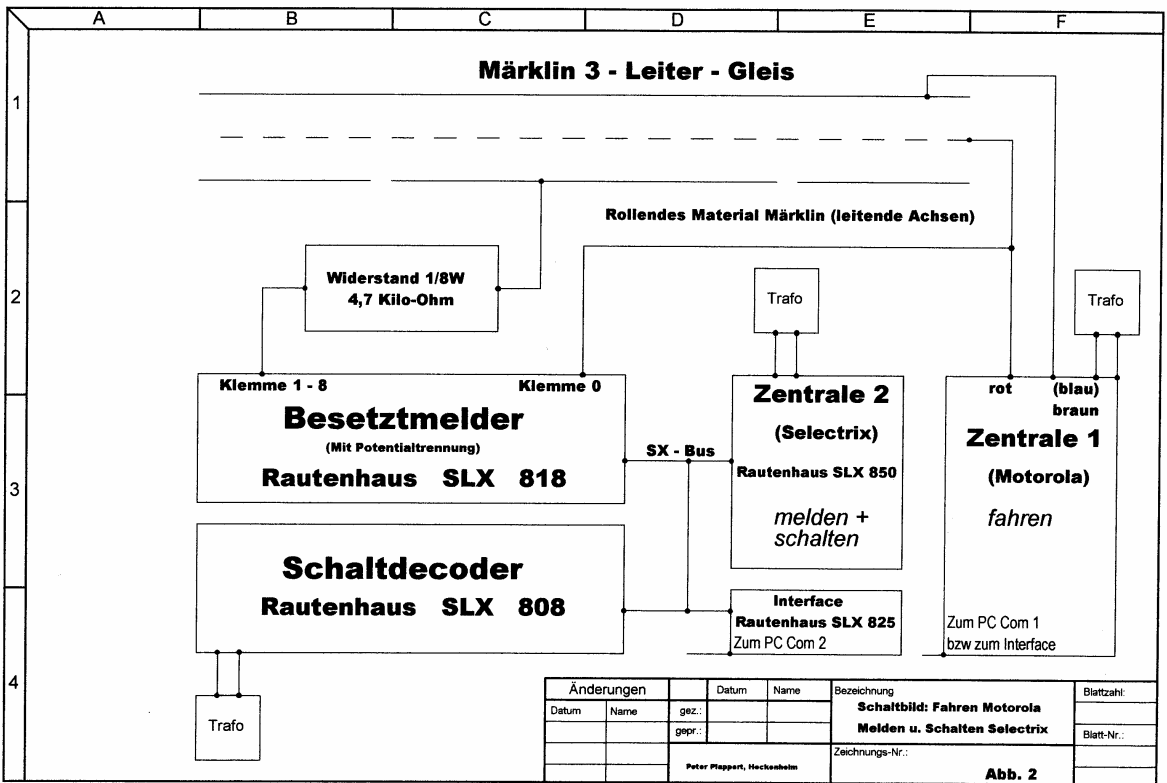 A B C D E F
1
2
3
4
Märklin 3 - Leiter - Gleis
Rollendes Material Märklin (leitende Achsen)
Widerstand 1/8W
4,7 Kilo-Ohm
Trafo
Trafo
Klemme 1 - 8 Klemme 0
Besetztmelder
(Mit Potentialtrennung)
Rautenhaus SLX 818
SX - Bus
Zentrale 2
(Selectrix)
Rautenhaus SLX 850
melden +
schalten
rot (blau)
braun
Zentrale 1
(Motorola)
fahren
Schaltdecoder
Rautenhaus SLX 808
Interface
Rautenhaus SLX 825
Zum PC Com 2
Zum PC Com 1
bzw zum Interface
Trafo
Änderungen
Datum Name
Datum Name
gez.:
gepr.:
Peter Plappert, Hackenheim
Bezeichnung
Schaltbild: Fahren Motorola
Melden u. Schalten Selectrix
Zeichnungs-Nr.:
Abb. 2
Blattzahl:
Blatt-Nr.: